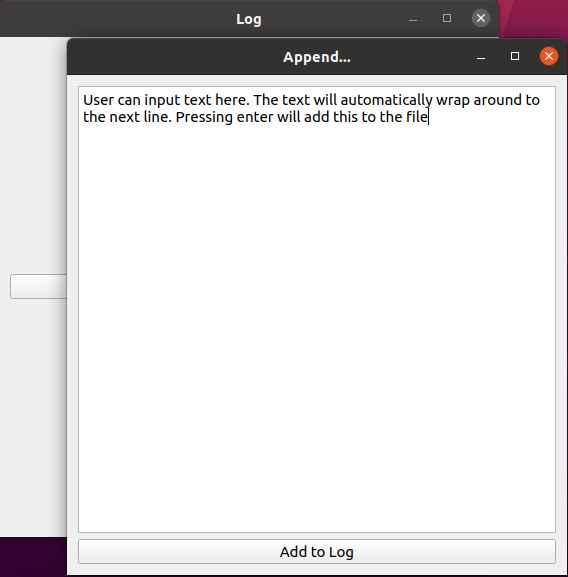 Log
Append...
User can input text here. The text will automatically wrap around to
the next line. Pressing enter will add this to the file
Add to Log